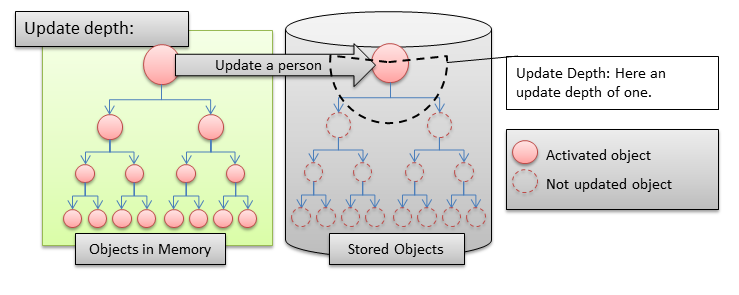 Update depth:
Update a person
Update Depth: Here an
update depth of one.
Activated object
Not updated object
Objects in Memory
Stored Objects